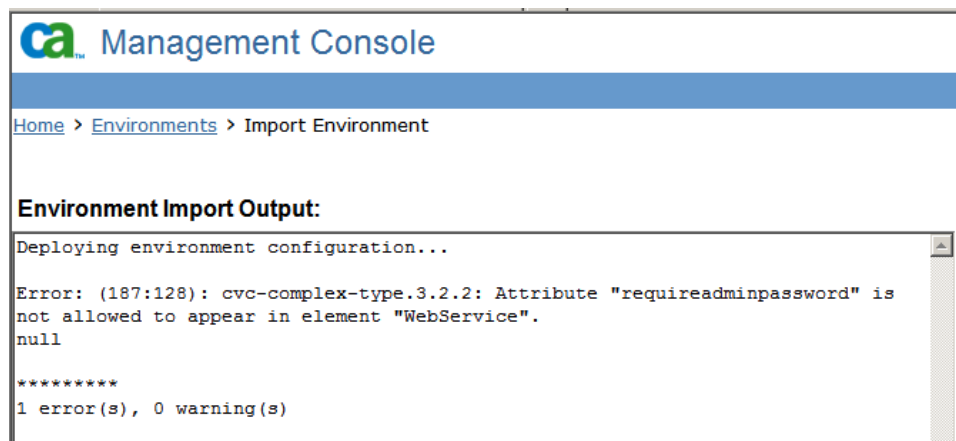 ca™ Management Console
Home > Environments > Import Environment
Environment Import Output:
Deploying environment configuration...
Error: (187:128): cvc-complex-type.3.2.2: Attribute "requireadminpassword" is
not allowed to appear in element "WebService".
null
*********
1 error(s), 0 warning(s)